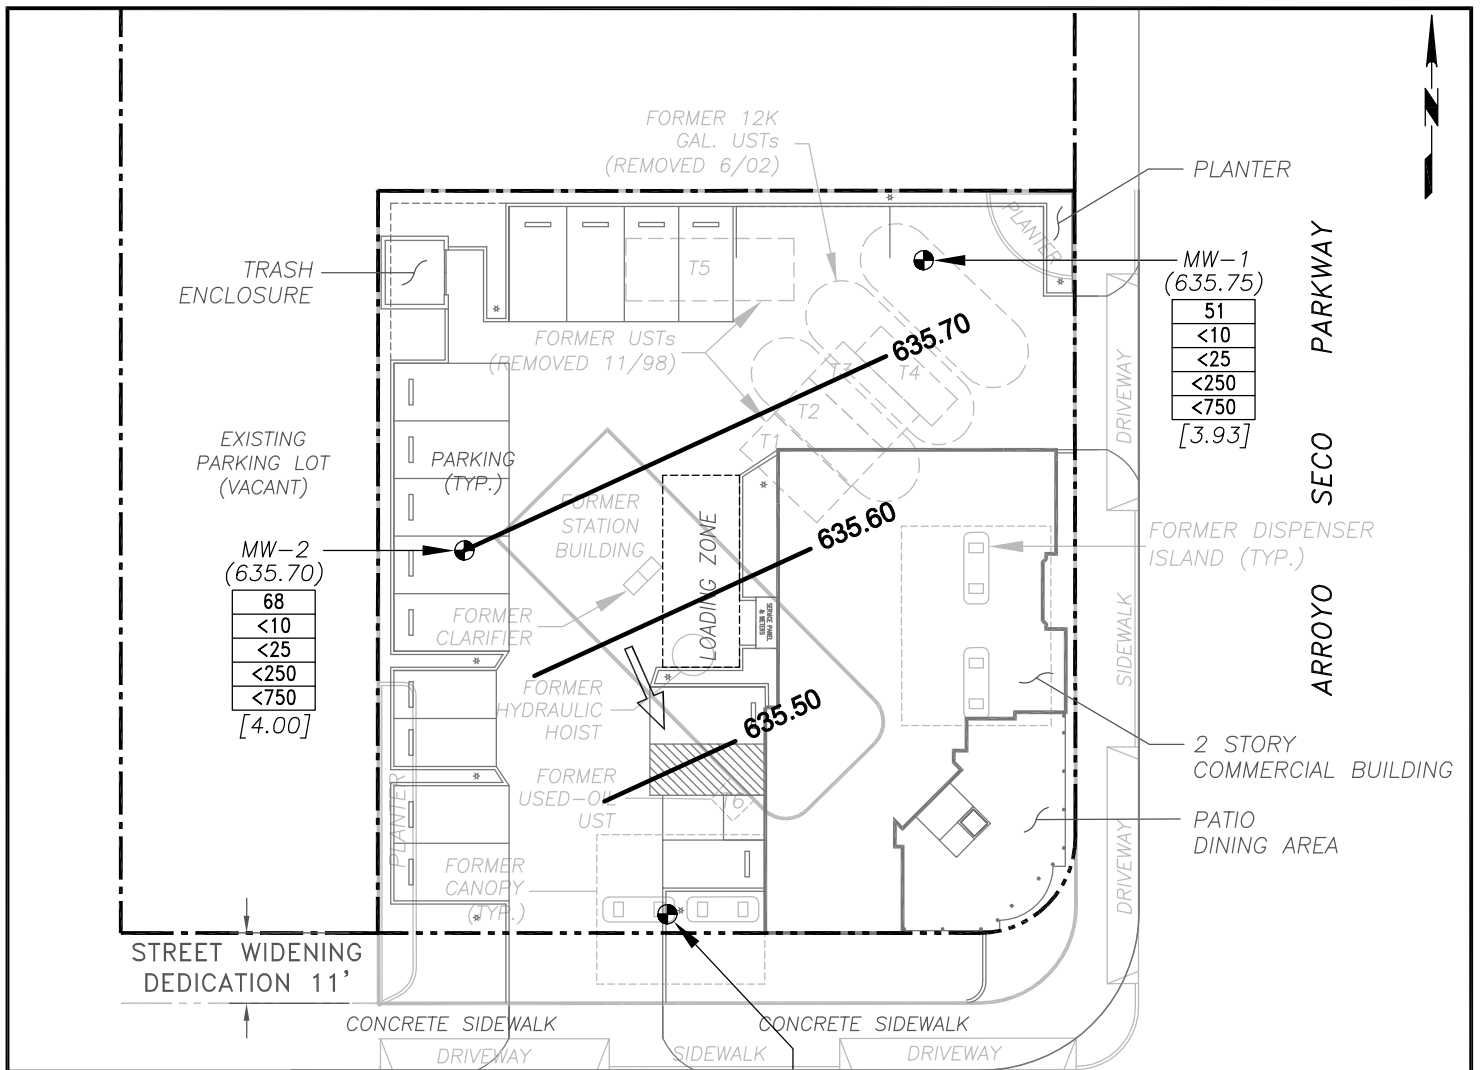 N
FORMER 12K
GAL. USTs
(REMOVED 6/02)
PLANTER
PLANTER
TRASH
ENCLOSURE
T5
MW-1
(635.75)
51
<10
<25
<250
<750
[3.93]
FORMER USTs
(REMOVED 11/98)
635.70
T3
T4
T2
T1
DRIVEWAY
ARROYO SECO PARKWAY
EXISTING
PARKING LOT
(VACANT)
PARKING
(TYP.)
FORMER
STATION
BUILDING
LOADING ZONE
635.60
FORMER DISPENSER
ISLAND (TYP.)
MW-2
(635.70)
68
<10
<25
<250
<750
[4.00]
FORMER
CLARIFIER
SERVICE PANEL
& METERS
SIDEWALK
FORMER
HYDRAULIC
HOIST
635.50
2 STORY
COMMERCIAL BUILDING
FORMER
USED-OIL
UST
T6
PLANTER
PATIO
DINING AREA
FORMER
CANOPY
(TYP.)
DRIVEWAY
STREET WIDENING
DEDICATION 11'
CONCRETE SIDEWALK
CONCRETE SIDEWALK
DRIVEWAY
SIDEWALK
DRIVEWAY